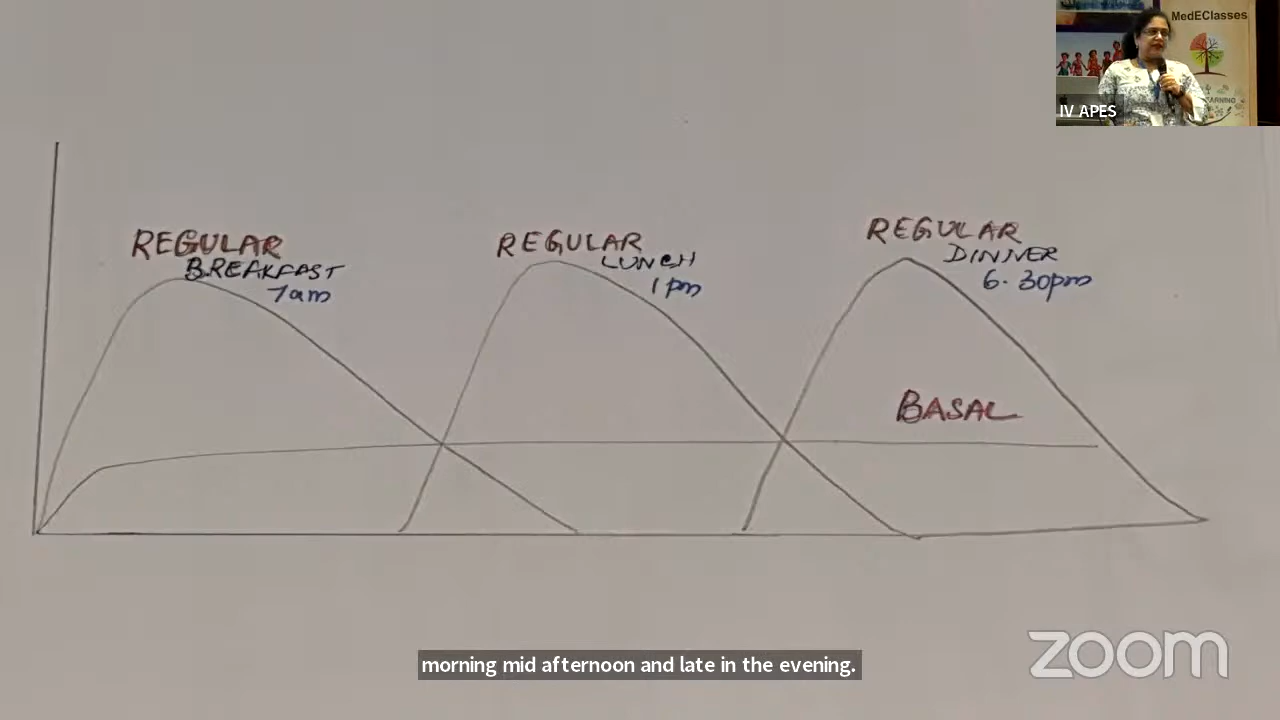 MedEClasses
ARNING
IV APES
REGULAR
BREAKFAST
7am
REGULAR
LUNCH
1pm
REGULAR
DINNER
6.30pm
BASAL
morning mid afternoon and late in the evening.
zoom